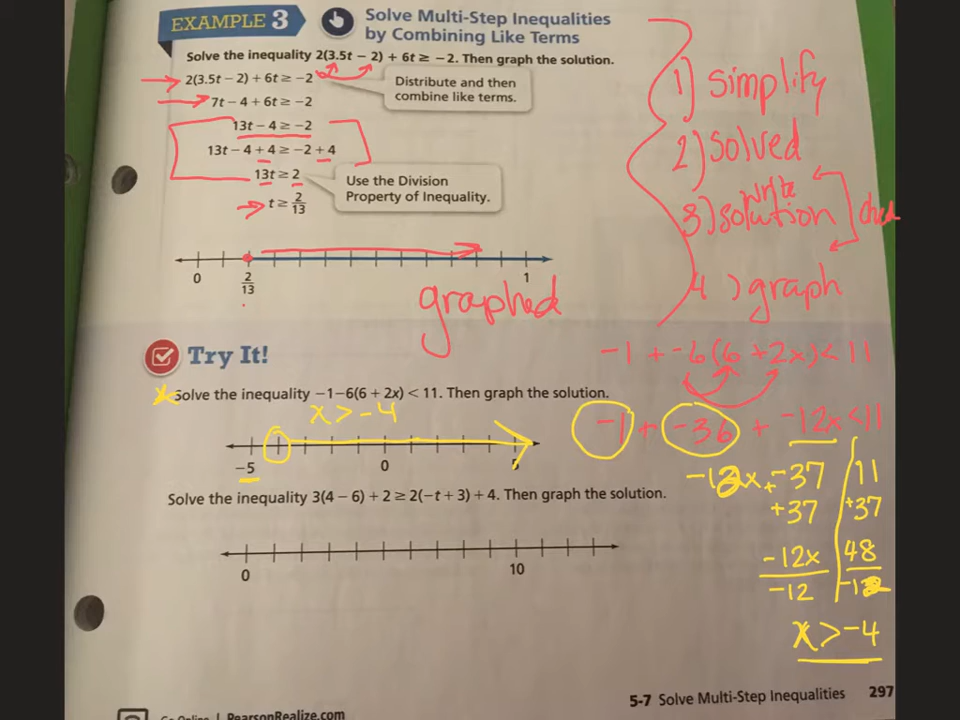 EXAMPLE 3
Solve Multi-Step Inequalities
by Combining Like Terms
Solve the inequality 2(3.5t − 2) + 6t ≥ −2. Then graph the solution.
2(3.5t − 2) + 6t ≥ −2
Distribute and then
combine like terms.
7t − 4 + 6t ≥ −2
13t − 4 ≥ −2
13t − 4 + 4 ≥ −2 + 4
13t ≥ 2
Use the Division
Property of Inequality.
t ≥ 2/13
0 2/13 1
graphed
1) simplify
2) solved
write
3) solution
4) graph
Try It!
Solve the inequality −1−6(6 + 2x) < 11. Then graph the solution.
x > -4
−5 0 5
-1 + -6(6 + 2x) < 11
-1 + -36 + -12x < 11
-12x + -37 | 11
+37 | +37
-12x | 48
-12 | -12
x > -4
Solve the inequality 3(4 − 6) + 2 ≥ 2(−t + 3) + 4. Then graph the solution.
0 10
5-7 Solve Multi-Step Inequalities 297
Go Online | PearsonRealize.com